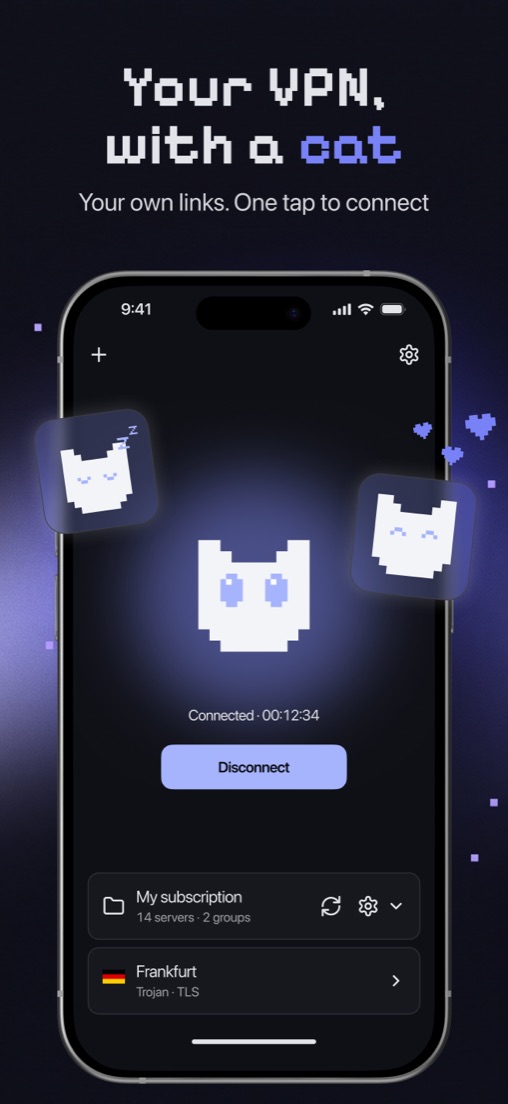 Your VPN,
with a cat
Your own links. One tap to connect
9:41
z
z
Connected · 00:12:34
Disconnect
My subscription
14 servers · 2 groups
Frankfurt
Trojan · TLS